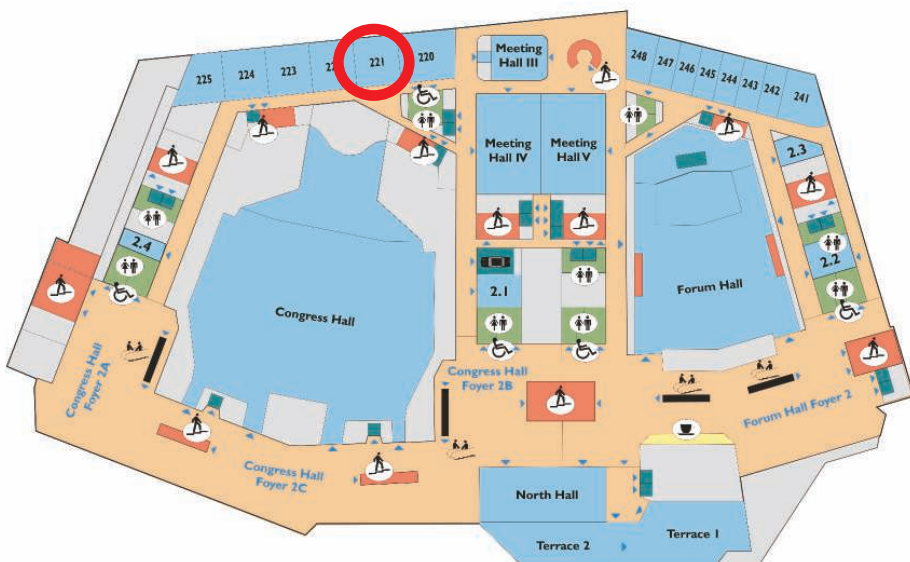 225
224
223
221
220
Meeting
Hall III
248
247
246
245
244
243
242
241
Meeting
Hall IV
Meeting
Hall V
2.3
2.4
2.2
2.1
Congress Hall
Forum Hall
Congress Hall
Foyer 2A
Congress Hall
Foyer 2B
Forum Hall Foyer 2
Congress Hall
Foyer 2C
North Hall
Terrace 1
Terrace 2